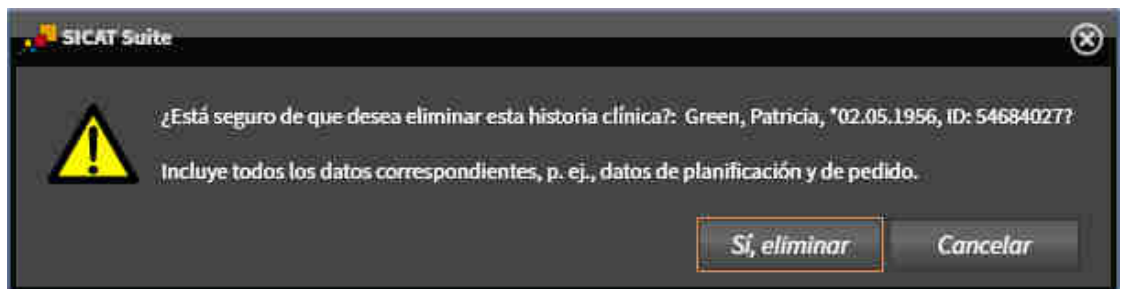 SICAT Suite
¿Está seguro de que desea eliminar esta historia clínica?: Green, Patricia, *02.05.1956, ID: 54684027?
Incluye todos los datos correspondientes, p. ej., datos de planificación y de pedido.
Sí, eliminar
Cancelar